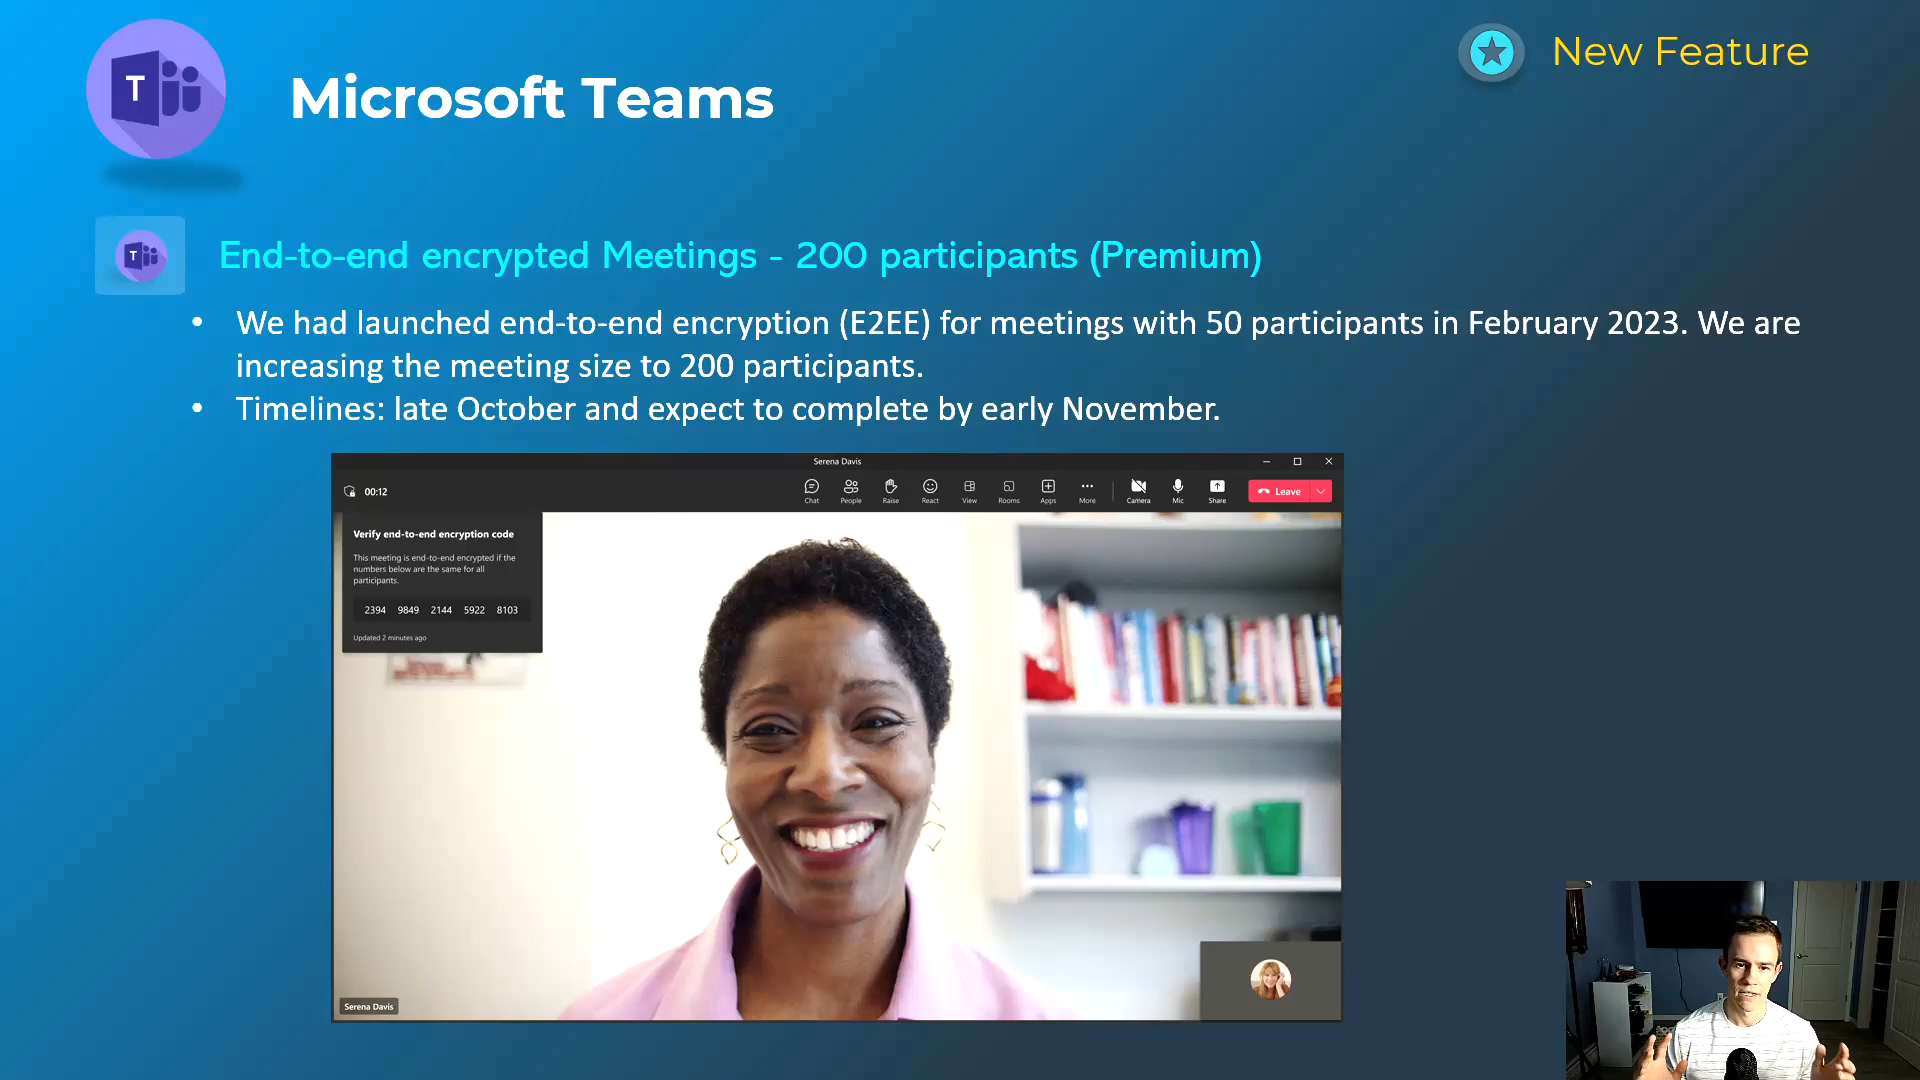 T
Microsoft Teams
New Feature
T
End-to-end encrypted Meetings - 200 participants (Premium)
• We had launched end-to-end encryption (E2EE) for meetings with 50 participants in February 2023. We are
increasing the meeting size to 200 participants.
• Timelines: late October and expect to complete by early November.
Serena Davis
00:12
Chat People Raise React View Rooms Apps More Camera Mic Share Leave
Verify end-to-end encryption code
This meeting is end-to-end encrypted if the
numbers below are the same for all
participants.
2394 9849 2144 5922 8103
Updated 2 minutes ago
Serena Davis